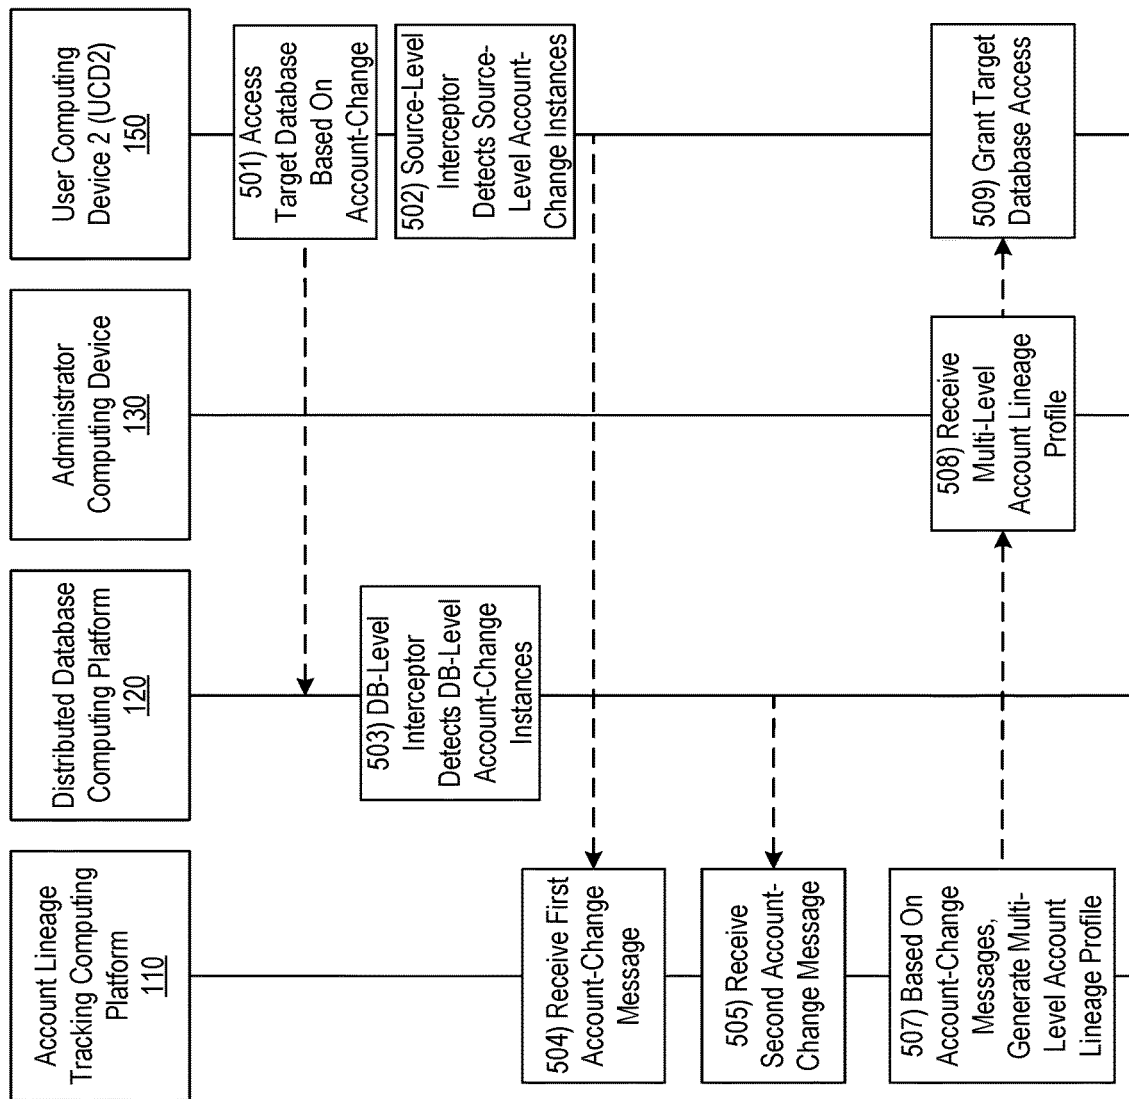 Account Lineage
Tracking Computing
Platform
110
Distributed Database
Computing Platform
120
Administrator
Computing Device
130
User Computing
Device 2 (UCD2)
150
501) Access
Target Database
Based On
Account-Change
502) Source-Level
Interceptor
Detects Source-
Level Account-
Change Instances
503) DB-Level
Interceptor
Detects DB-Level
Account-Change
Instances
504) Receive First
Account-Change
Message
505) Receive
Second Account-
Change Message
507) Based On
Account-Change
Messages,
Generate Multi-
Level Account
Lineage Profile
508) Receive
Multi-Level
Account Lineage
Profile
509) Grant Target
Database Access